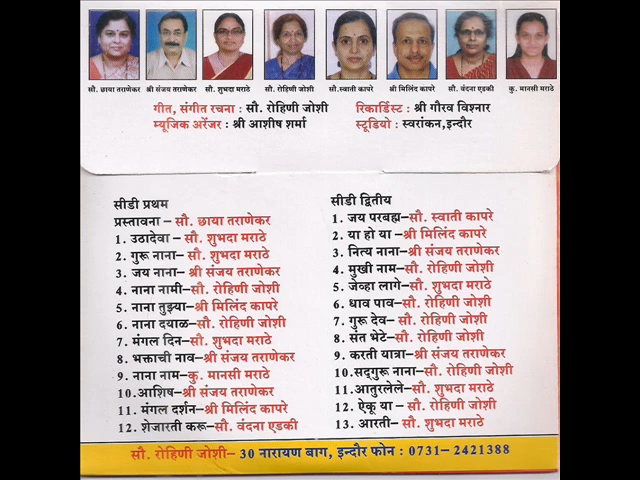 सौ. छाया तराणेकर श्री संजय तराणेकर सौ. शुभदा मराठे सौ. रोहिणी जोशी सौ.स्वाती कापरे श्री मिलिंद कापरे सौ. वंदना एडकी कु. मानसी मराठे
गीत, संगीत रचना : सौ. रोहिणी जोशी रिकार्डिस्ट : श्री गौरव विश्नार
म्यूजिक अरेंजर : श्री आशीष शर्मा स्टूडियो : स्वरांकन,इन्दौर
सीडी प्रथम
प्रस्तावना – सौ. छाया तराणेकर
1. उठादेवा – सौ. शुभदा मराठे
2. गुरू नाना– सौ. शुभदा मराठे
3. जय नाना– श्री संजय तराणेकर
4. नाना नामी– सौ. रोहिणी जोशी
5. नाना तुझ्या–श्री मिलिंद कापरे
6. नाना दयाळ–सौ. रोहिणी जोशी
7. मंगल दिन– सौ. शुभदा मराठे
8. भक्ताची नाव–श्री संजय तराणेकर
9. नाना नाम– कु. मानसी मराठे
10.आशिष– श्री संजय तराणेकर
11. मंगल दर्शन–श्री मिलिंद कापरे
12. शेजारती करू–सौ. वंदना एडकी
सीडी द्वितीय
1. जय परबह्म–सौ. स्वाती कापरे
2. या हो या – श्री मिलिंद कापरे
3. नित्य नाना–श्री संजय तराणेकर
4. मुखी नाम– सौ. रोहिणी जोशी
5. जेव्हा लागे– सौ. शुभदा मराठे
6. धाव पाव– सौ. रोहिणी जोशी
7. गुरू देव– सौ. रोहिणी जोशी
8. संत भेटे– सौ. रोहिणी जोशी
9. करती यात्रा–श्री संजय तराणेकर
10. सद्गुरू नाना–सौ. रोहिणी जोशी
11.आतुरलेले– सौ. शुभदा मराठे
12. ऐकू या – सौ. रोहिणी जोशी
13. आरती– सौ. शुभदा मराठे
सौ. रोहिणी जोशी– 30 नारायण बाग, इन्दौर फोन : 0731– 2421388